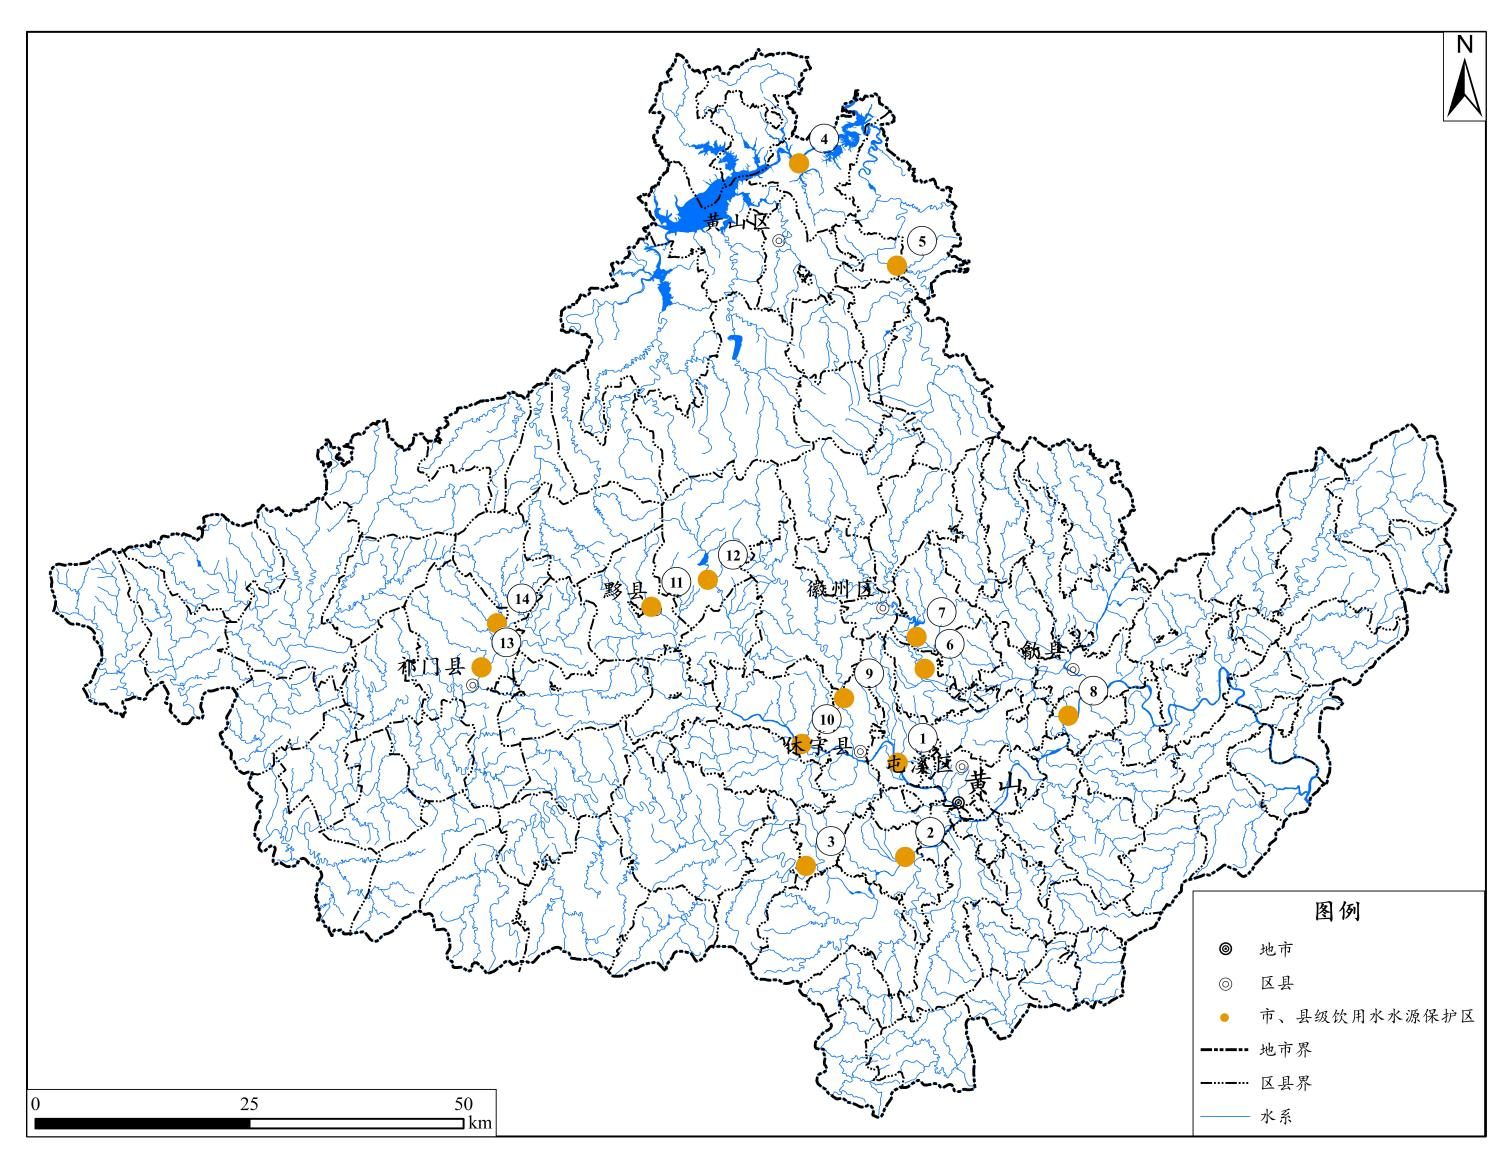 N
4
黄山区
5
12
徽州区
黟县
11
14
7
13
6
歙县
祁门县
9
8
10
休宁县
1
屯溪区
黄山
2
3
图例
地市
区县
市、县级饮用水水源保护区
地市界
区县界
水系
0 25 50
km